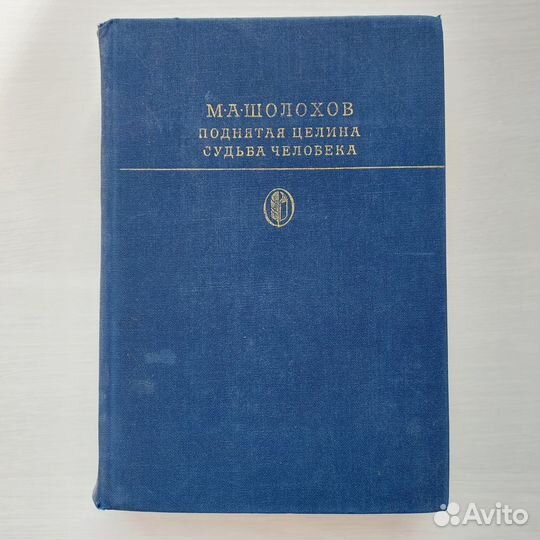 М·А·ШОЛОХОВ
ПОДНЯТАЯ ЦЕЛИНА
СУДЬБА ЧЕЛОВЕКА
Avito